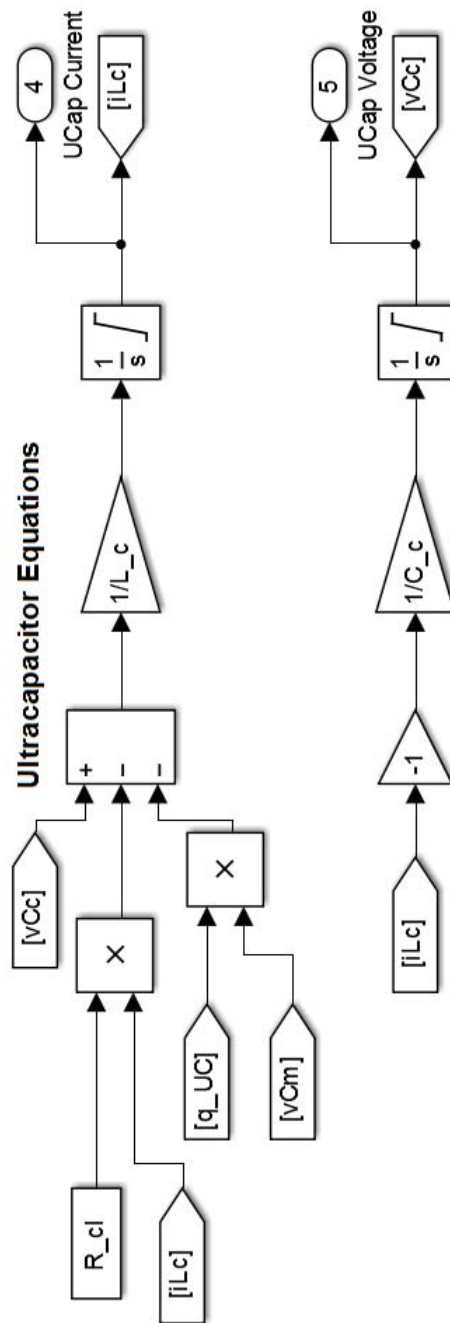 Ultracapacitor Equations
[vCc]
R_cl
×
[iLc]
+
−
−
1/L_c
1
s
4
UCap Current
[iLc]
[q_UC]
×
[vCm]
[iLc]
-1
1/C_c
1
s
5
UCap Voltage
[vCc]